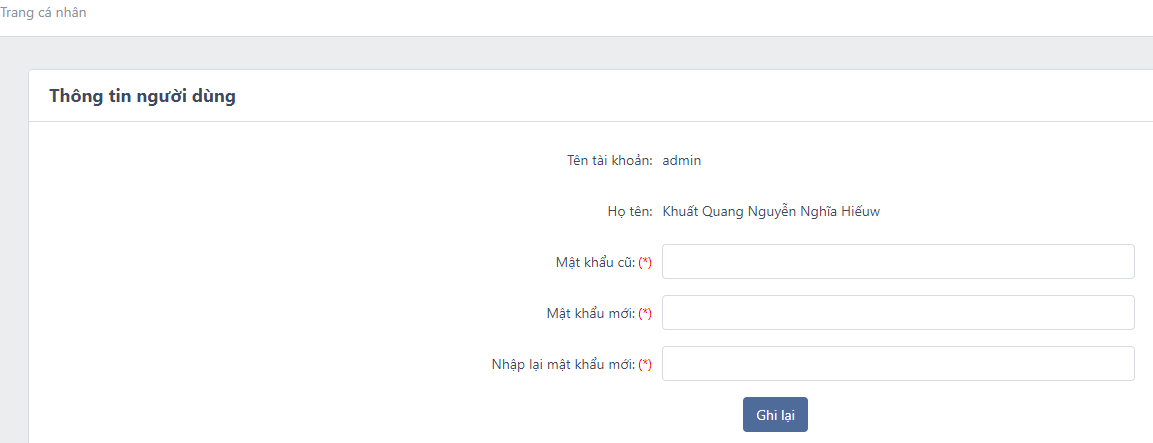 Trang cá nhân
Thông tin người dùng
Tên tài khoản: admin
Họ tên: Khuất Quang Nguyễn Nghĩa Hiếuw
Mật khẩu cũ: (*)
Mật khẩu mới: (*)
Nhập lại mật khẩu mới: (*)
Ghi lại